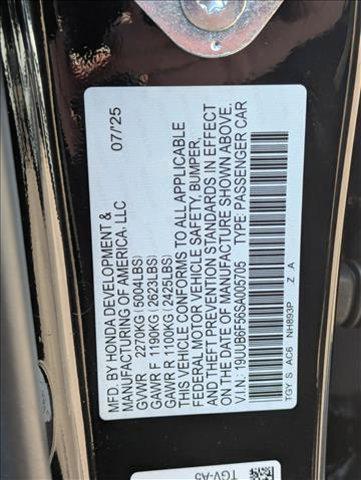 MFD. BY HONDA DEVELOPMENT & 07/25
MANUFACTURING OF AMERICA, LLC
GVWR 2270KG (5004LBS)
GAWR F 1190KG (2623LBS)
GAWR R 1100KG (2425LBS)
THIS VEHICLE CONFORMS TO ALL APPLICABLE
FEDERAL MOTOR VEHICLE SAFETY, BUMPER,
AND THEFT PREVENTION STANDARDS IN EFFECT
ON THE DATE OF MANUFACTURE SHOWN ABOVE.
V.I.N.: 19UUB6F56SA005705 TYPE: PASSENGER CAR
TGY S AC6 NH893P Z _A
TGV-A5